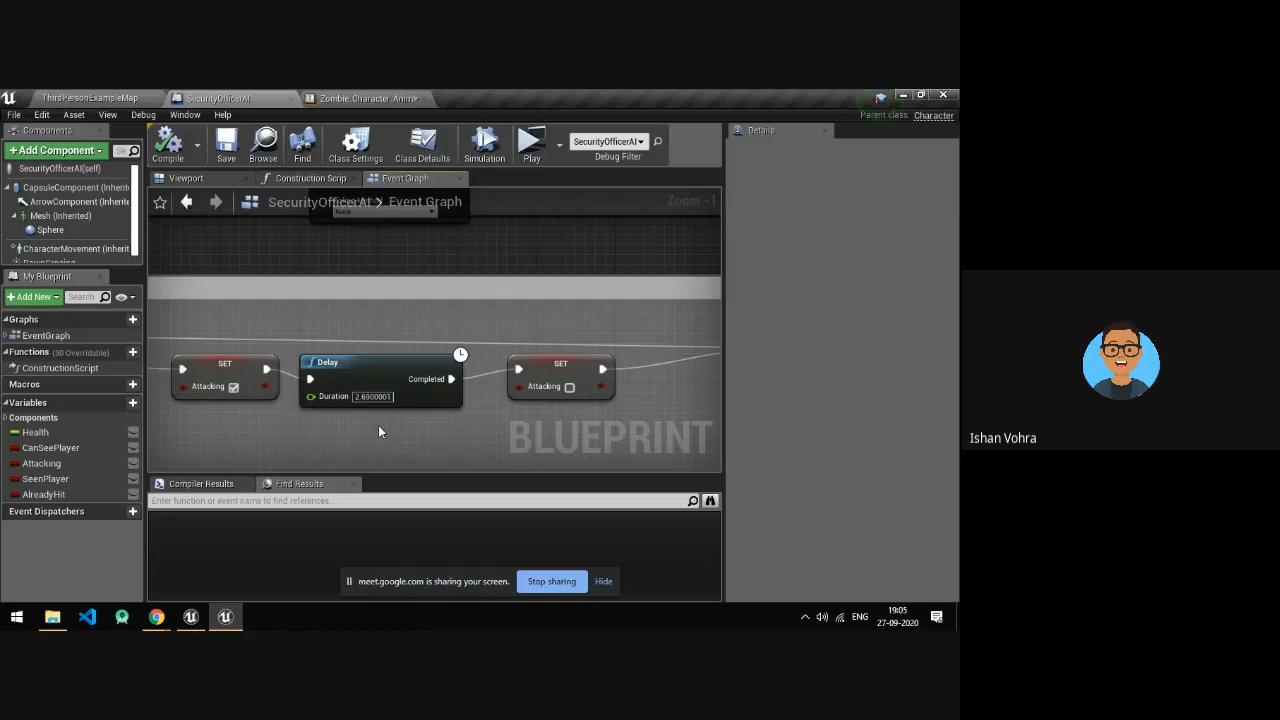 ThirdPersonExampleMap
SecurityOfficerAI
Zombie_Character_Anim
File Edit Asset View Debug Window Help
Parent class: Character
Components
Details
+Add Component
Se
Compile
Save
Browse
Find
Class Settings
Class Defaults
Simulation
Play
SecurityOfficerAI
Debug Filter
SecurityOfficerAI(self)
CapsuleComponent (Inherite
ArrowComponent (Inherite
Mesh (Inherited)
Sphere
CharacterMovement (Inherit
Viewport
Construction Scrip
Event Graph
SecurityOfficerAI > Event Graph
Zoom -1
None
My Blueprint
+Add New
Search
Graphs
EventGraph
Functions (30 Overridable)
ConstructionScript
Macros
Variables
Components
Health
CanSeePlayer
Attacking
SeenPlayer
AlreadyHit
Event Dispatchers
SET
Attacking
Delay
Completed
Duration 2.6900001
SET
Attacking
BLUEPRINT
Compiler Results
Find Results
Enter function or event name to find references...
meet.google.com is sharing your screen.
Stop sharing
Hide
ENG
19:05
27-09-2020
Ishan Vohra